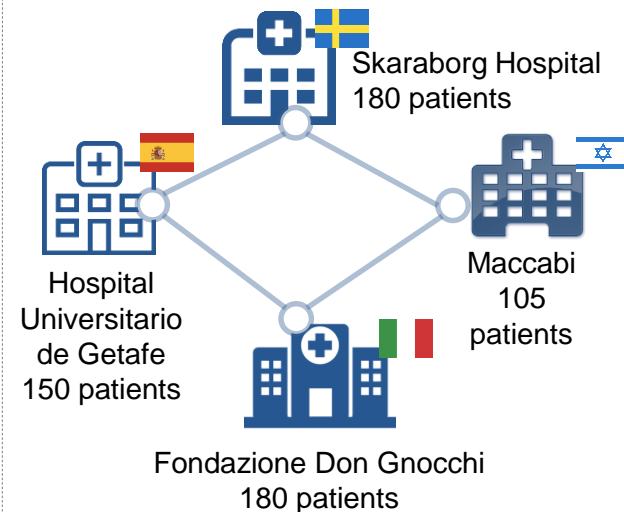 Skaraborg Hospital
180 patients
Hospital
Universitario
de Getafe
150 patients
Maccabi
105
patients
Fondazione Don Gnocchi
180 patients